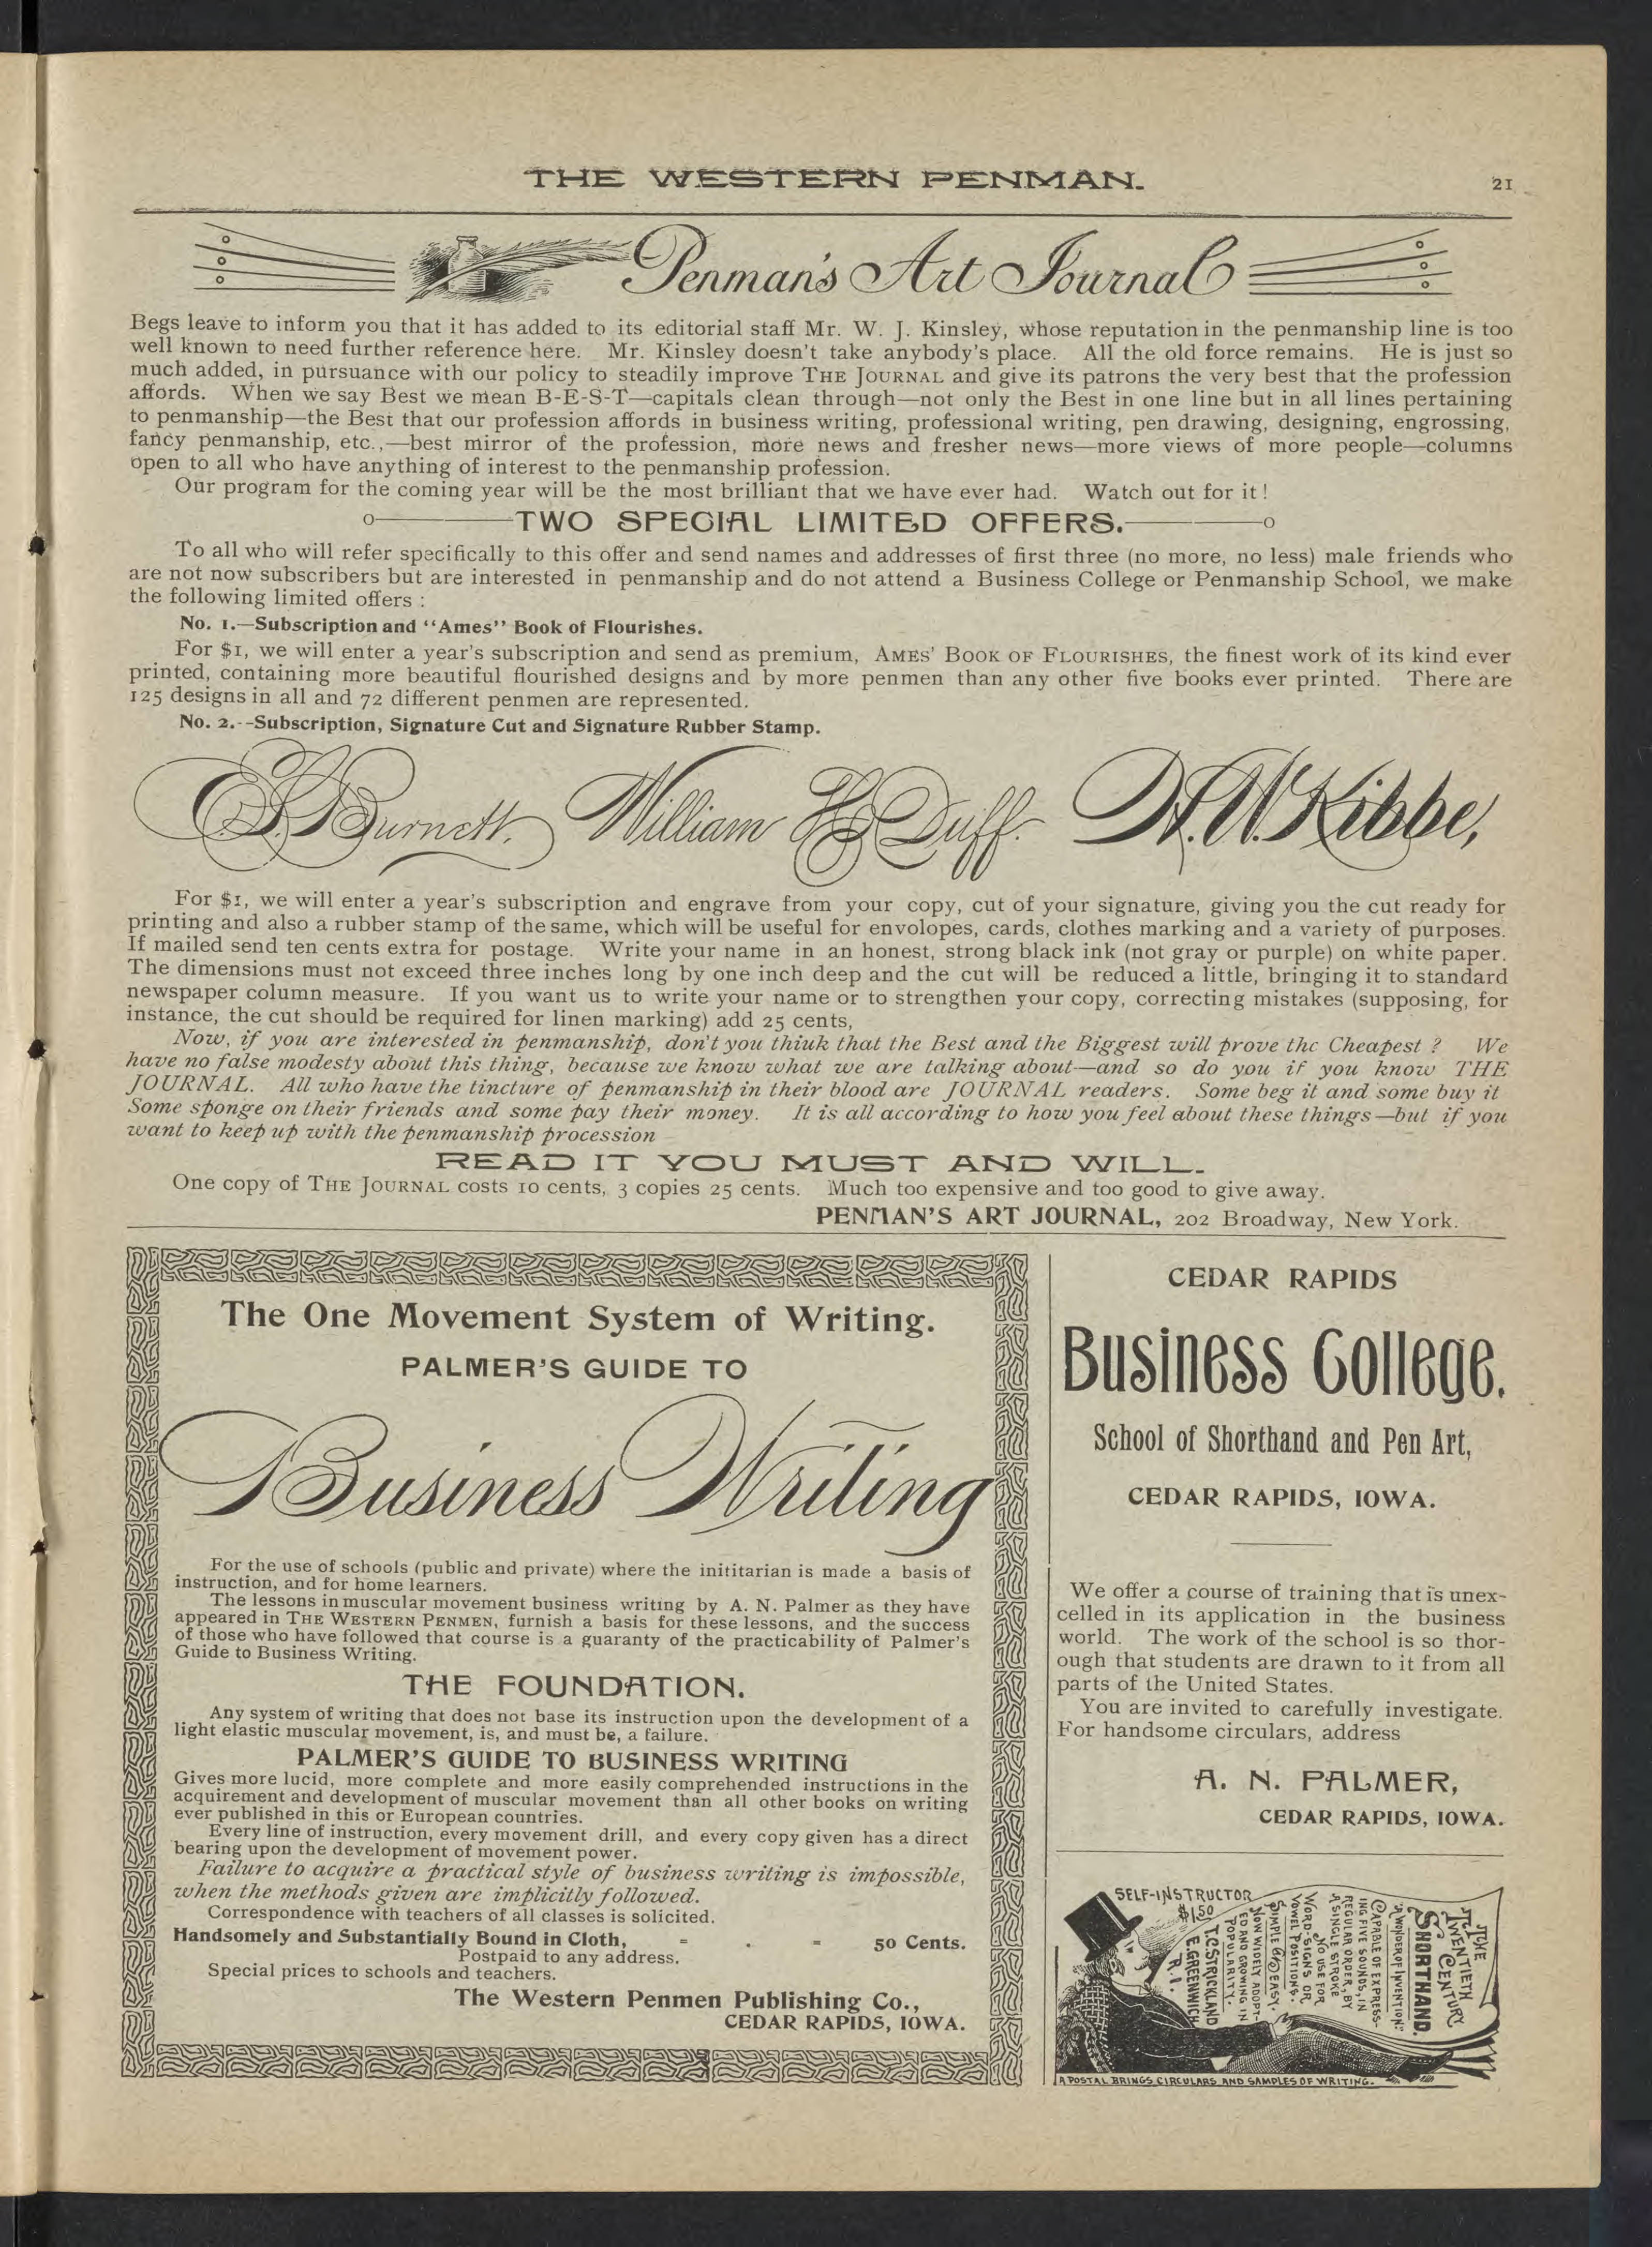 THE WESTERN PENMAN.
21
Penman's Art Journal
Begs leave to inform you that it has added to its editorial staff Mr. W. J. Kinsley, whose reputation in the penmanship line is too
well known to need further reference here. Mr. Kinsley doesn't take anybody's place. All the old force remains. He is just so
much added, in pursuance with our policy to steadily improve THE JOURNAL and give its patrons the very best that the profession
affords. When we say Best we mean B-E-S-T—capitals clean through—not only the Best in one line but in all lines pertaining
to penmanship—the Best that our profession affords in business writing, professional writing, pen drawing, designing, engrossing,
fancy penmanship, etc.,—best mirror of the profession, more news and fresher news—more views of more people—columns
open to all who have anything of interest to the penmanship profession.
Our program for the coming year will be the most brilliant that we have ever had. Watch out for it!
TWO SPECIAL LIMITED OFFERS.
To all who will refer specifically to this offer and send names and addresses of first three (no more, no less) male friends who
are not now subscribers but are interested in penmanship and do not attend a Business College or Penmanship School, we make
the following limited offers :
No. 1.—Subscription and "Ames" Book of Flourishes.
For $1, we will enter a year's subscription and send as premium, AMES' BOOK OF FLOURISHES, the finest work of its kind ever
printed, containing more beautiful flourished designs and by more penmen than any other five books ever printed. There are
125 designs in all and 72 different penmen are represented.
No. 2.--Subscription, Signature Cut and Signature Rubber Stamp.
E. L. Burnett. William H. Duff. H. W. Kibbe,
For $1, we will enter a year's subscription and engrave from your copy, cut of your signature, giving you the cut ready for
printing and also a rubber stamp of the same, which will be useful for envolopes, cards, clothes marking and a variety of purposes.
If mailed send ten cents extra for postage. Write your name in an honest, strong black ink (not gray or purple) on white paper.
The dimensions must not exceed three inches long by one inch deep and the cut will be reduced a little, bringing it to standard
newspaper column measure. If you want us to write your name or to strengthen your copy, correcting mistakes (supposing, for
instance, the cut should be required for linen marking) add 25 cents,
Now, if you are interested in penmanship, don't you thiuk that the Best and the Biggest will prove thc Cheapest ? We
have no false modesty about this thing, because we know what we are talking about—and so do you if you know THE
JOURNAL. All who have the tincture of penmanship in their blood are JOURNAL readers. Some beg it and some buy it
Some sponge on their friends and some pay their money. It is all according to how you feel about these things—but if you
want to keep up with the penmanship procession
READ IT YOU MUST AND WILL.
One copy of THE JOURNAL costs 10 cents, 3 copies 25 cents. Much too expensive and too good to give away.
PENMAN'S ART JOURNAL, 202 Broadway, New York.
The One Movement System of Writing.
PALMER'S GUIDE TO
Business Writing
For the use of schools (public and private) where the inititarian is made a basis of
instruction, and for home learners.
The lessons in muscular movement business writing by A. N. Palmer as they have
appeared in THE WESTERN PENMEN, furnish a basis for these lessons, and the success
of those who have followed that course is a guaranty of the practicability of Palmer's
Guide to Business Writing.
THE FOUNDATION.
Any system of writing that does not base its instruction upon the development of a
light elastic muscular movement, is, and must be, a failure.
PALMER'S GUIDE TO BUSINESS WRITING
Gives more lucid, more complete and more easily comprehended instructions in the
acquirement and development of muscular movement than all other books on writing
ever published in this or European countries.
Every line of instruction, every movement drill, and every copy given has a direct
bearing upon the development of movement power.
Failure to acquire a practical style of business writing is impossible,
when the methods given are implicitly followed.
Correspondence with teachers of all classes is solicited.
Handsomely and Substantially Bound in Cloth, = . = 50 Cents.
Postpaid to any address.
Special prices to schools and teachers.
The Western Penmen Publishing Co.,
CEDAR RAPIDS, IOWA.
CEDAR RAPIDS
Business College.
School of Shorthand and Pen Art,
CEDAR RAPIDS, IOWA.
We offer a course of training that is unex-
celled in its application in the business
world. The work of the school is so thor-
ough that students are drawn to it from all
parts of the United States.
You are invited to carefully investigate.
For handsome circulars, address
A. N. PALMER,
CEDAR RAPIDS, IOWA.
THE
TWENTIETH
CENTURY
SHORTHAND.
"A WONDER OF INVENTION."
CAPABLE OF EXPRESS-
ING FIVE SOUNDS, IN
REGULAR ORDER, BY
A SINGLE STROKE
NO USE FOR
WORD-SIGNS OR
VOWEL POSITIONS.
SIMPLE & EASY.
NOW WIDELY ADOPT-
ED AND GROWING IN
POPULARITY.
SELF-INSTRUCTOR
$1.50
T.C. STRICKLAND
E. GREENWICH
R.I.
A POSTAL BRINGS CIRCULARS AND SAMPLES OF WRITING.